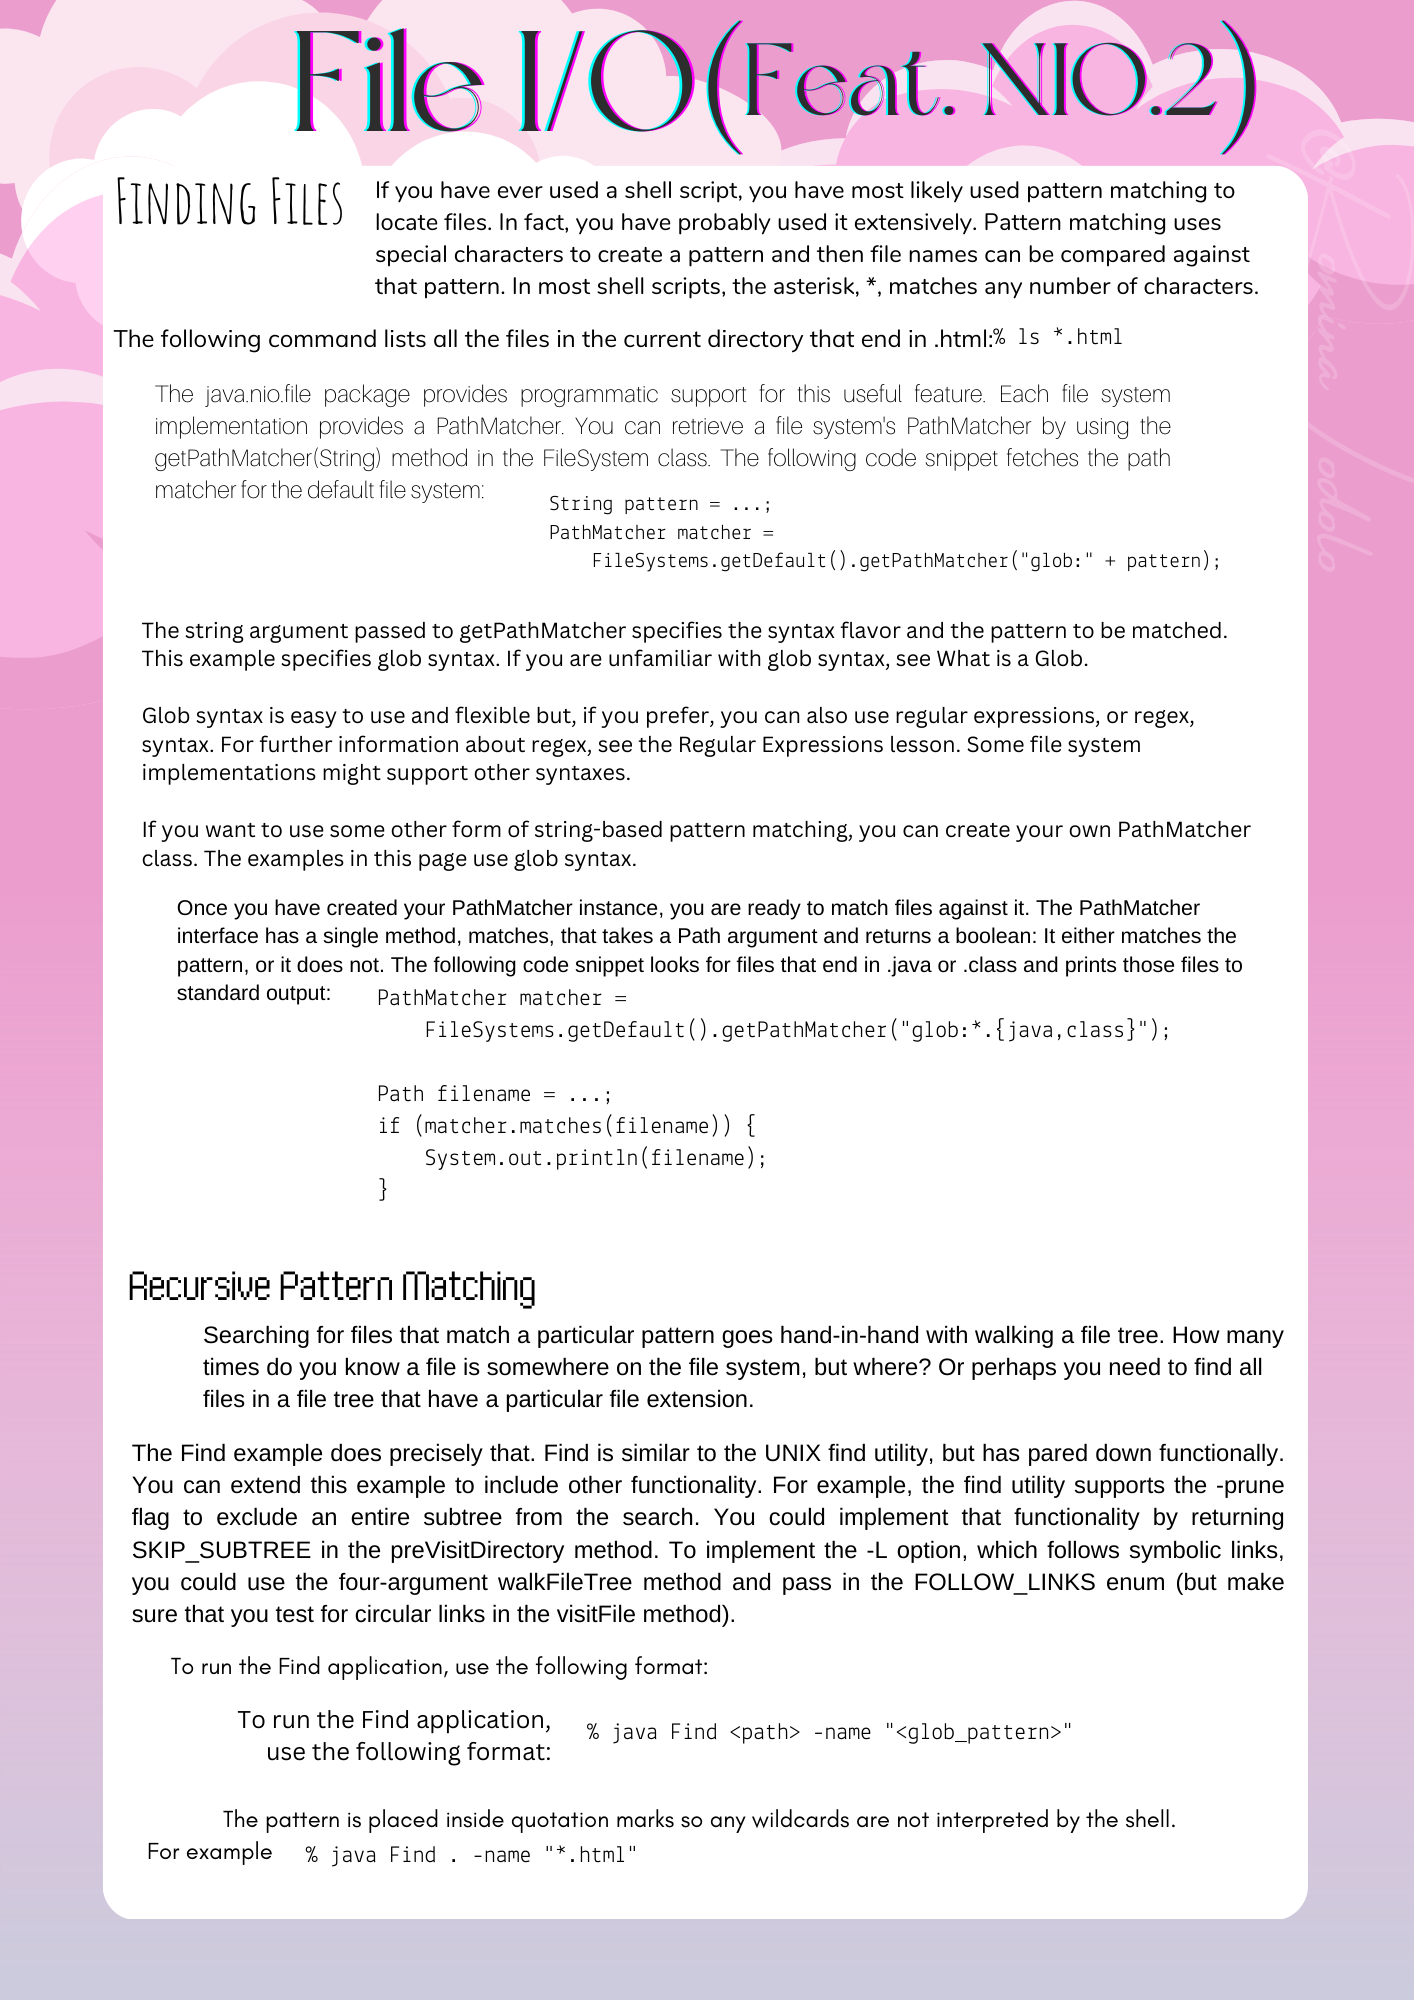 File I/O(Feat. NIO.2)
Finding Files
If you have ever used a shell script, you have most likely used pattern matching to
locate files. In fact, you have probably used it extensively. Pattern matching uses
special characters to create a pattern and then file names can be compared against
that pattern. In most shell scripts, the asterisk, *, matches any number of characters.
The following command lists all the files in the current directory that end in .html:% ls *.html
The java.nio.file package provides programmatic support for this useful feature. Each file system
implementation provides a PathMatcher. You can retrieve a file system's PathMatcher by using the
getPathMatcher(String) method in the FileSystem class. The following code snippet fetches the path
matcher for the default file system:
String pattern = ...;
PathMatcher matcher =
    FileSystems.getDefault().getPathMatcher("glob:" + pattern);
The string argument passed to getPathMatcher specifies the syntax flavor and the pattern to be matched.
This example specifies glob syntax. If you are unfamiliar with glob syntax, see What is a Glob.
Glob syntax is easy to use and flexible but, if you prefer, you can also use regular expressions, or regex,
syntax. For further information about regex, see the Regular Expressions lesson. Some file system
implementations might support other syntaxes.
If you want to use some other form of string-based pattern matching, you can create your own PathMatcher
class. The examples in this page use glob syntax.
Once you have created your PathMatcher instance, you are ready to match files against it. The PathMatcher
interface has a single method, matches, that takes a Path argument and returns a boolean: It either matches the
pattern, or it does not. The following code snippet looks for files that end in .java or .class and prints those files to
standard output:
PathMatcher matcher =
    FileSystems.getDefault().getPathMatcher("glob:*.{java,class}");
Path filename = ...;
if (matcher.matches(filename)) {
    System.out.println(filename);
}
Recursive Pattern Matching
Searching for files that match a particular pattern goes hand-in-hand with walking a file tree. How many
times do you know a file is somewhere on the file system, but where? Or perhaps you need to find all
files in a file tree that have a particular file extension.
The Find example does precisely that. Find is similar to the UNIX find utility, but has pared down functionally.
You can extend this example to include other functionality. For example, the find utility supports the -prune
flag to exclude an entire subtree from the search. You could implement that functionality by returning
SKIP_SUBTREE in the preVisitDirectory method. To implement the -L option, which follows symbolic links,
you could use the four-argument walkFileTree method and pass in the FOLLOW_LINKS enum (but make
sure that you test for circular links in the visitFile method).
To run the Find application, use the following format:
To run the Find application,
use the following format:
% java Find <path> -name "<glob_pattern>"
The pattern is placed inside quotation marks so any wildcards are not interpreted by the shell.
For example % java Find . -name "*.html"